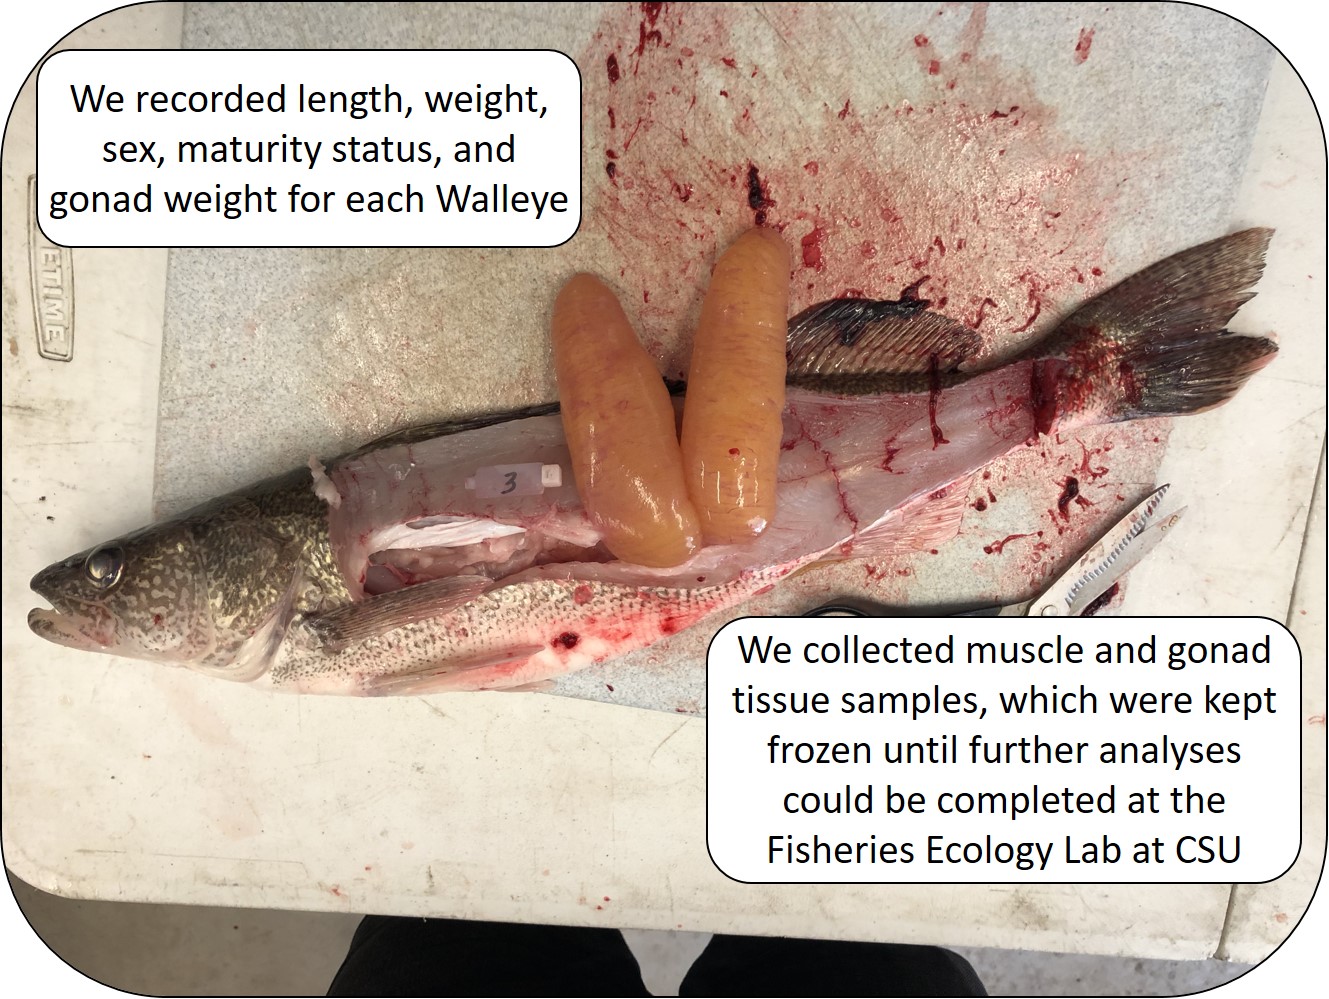 We recorded length, weight,
sex, maturity status, and
gonad weight for each Walleye
ETIME
3
We collected muscle and gonad
tissue samples, which were kept
frozen until further analyses
could be completed at the
Fisheries Ecology Lab at CSU